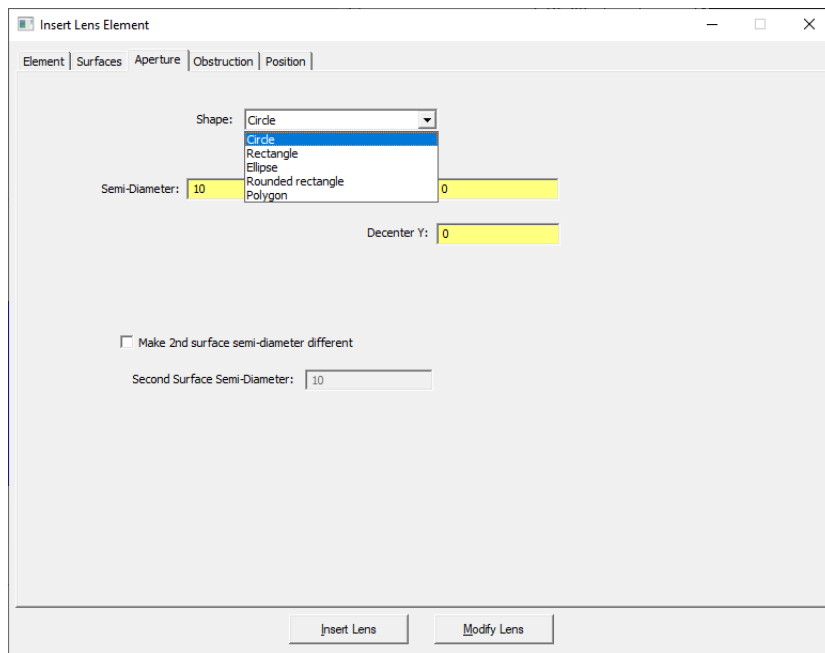 Insert Lens Element
Element Surfaces Aperture Obstruction Position
Shape: Circle
Circle
Rectangle
Ellipse
Rounded rectangle
Polygon
Semi-Diameter: 10 0
Decenter Y: 0
Make 2nd surface semi-diameter different
Second Surface Semi-Diameter: 10
Insert Lens Modify Lens